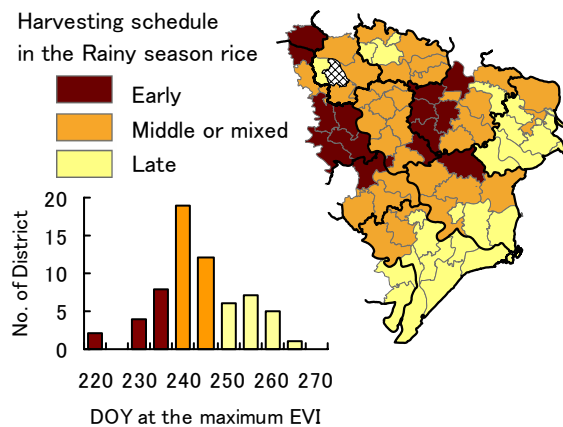 Harvesting schedule
in the Rainy season rice
Early
Middle or mixed
Late
No. of District
20
15
10
5
0
220 230 240 250 260 270
DOY at the maximum EVI